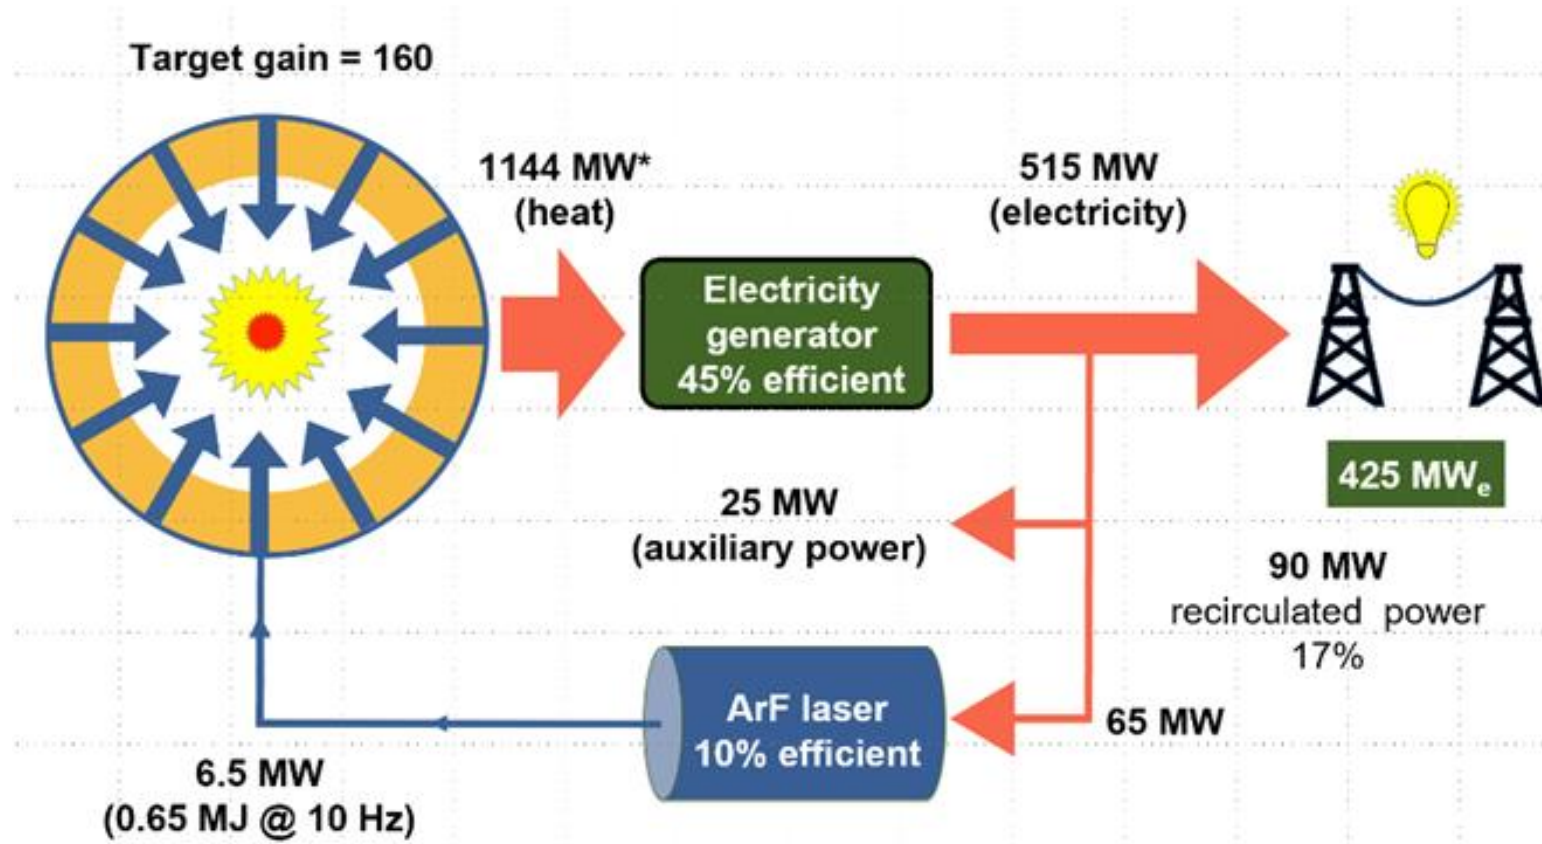 Target gain = 160
1144 MW*
(heat)
515 MW
(electricity)
Electricity
generator
45% efficient
425 MWe
25 MW
(auxiliary power)
90 MW
recirculated power
17%
ArF laser
10% efficient
65 MW
6.5 MW
(0.65 MJ @ 10 Hz)